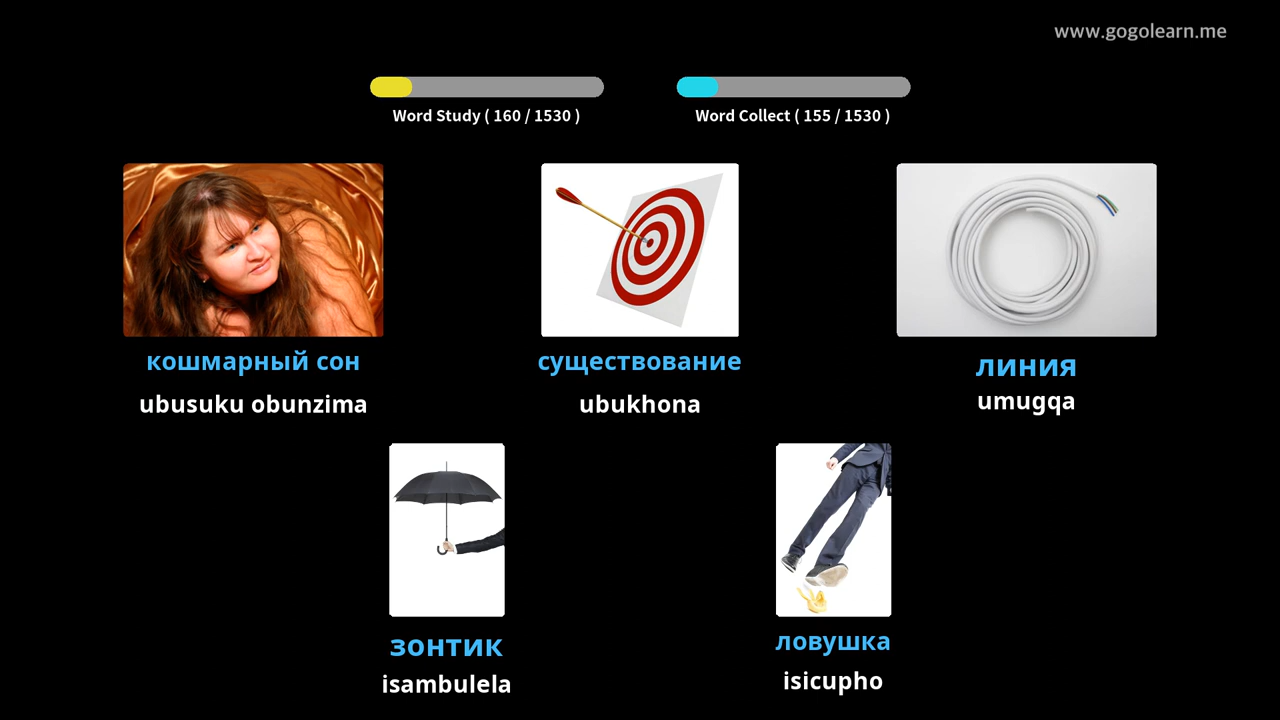 www.gogolearn.me
Word Study ( 160 / 1530 )
Word Collect ( 155 / 1530 )
кошмарный сон
ubusuku obunzima
существование
ubukhona
линия
umugqa
зонтик
isambulela
ловушка
isicupho